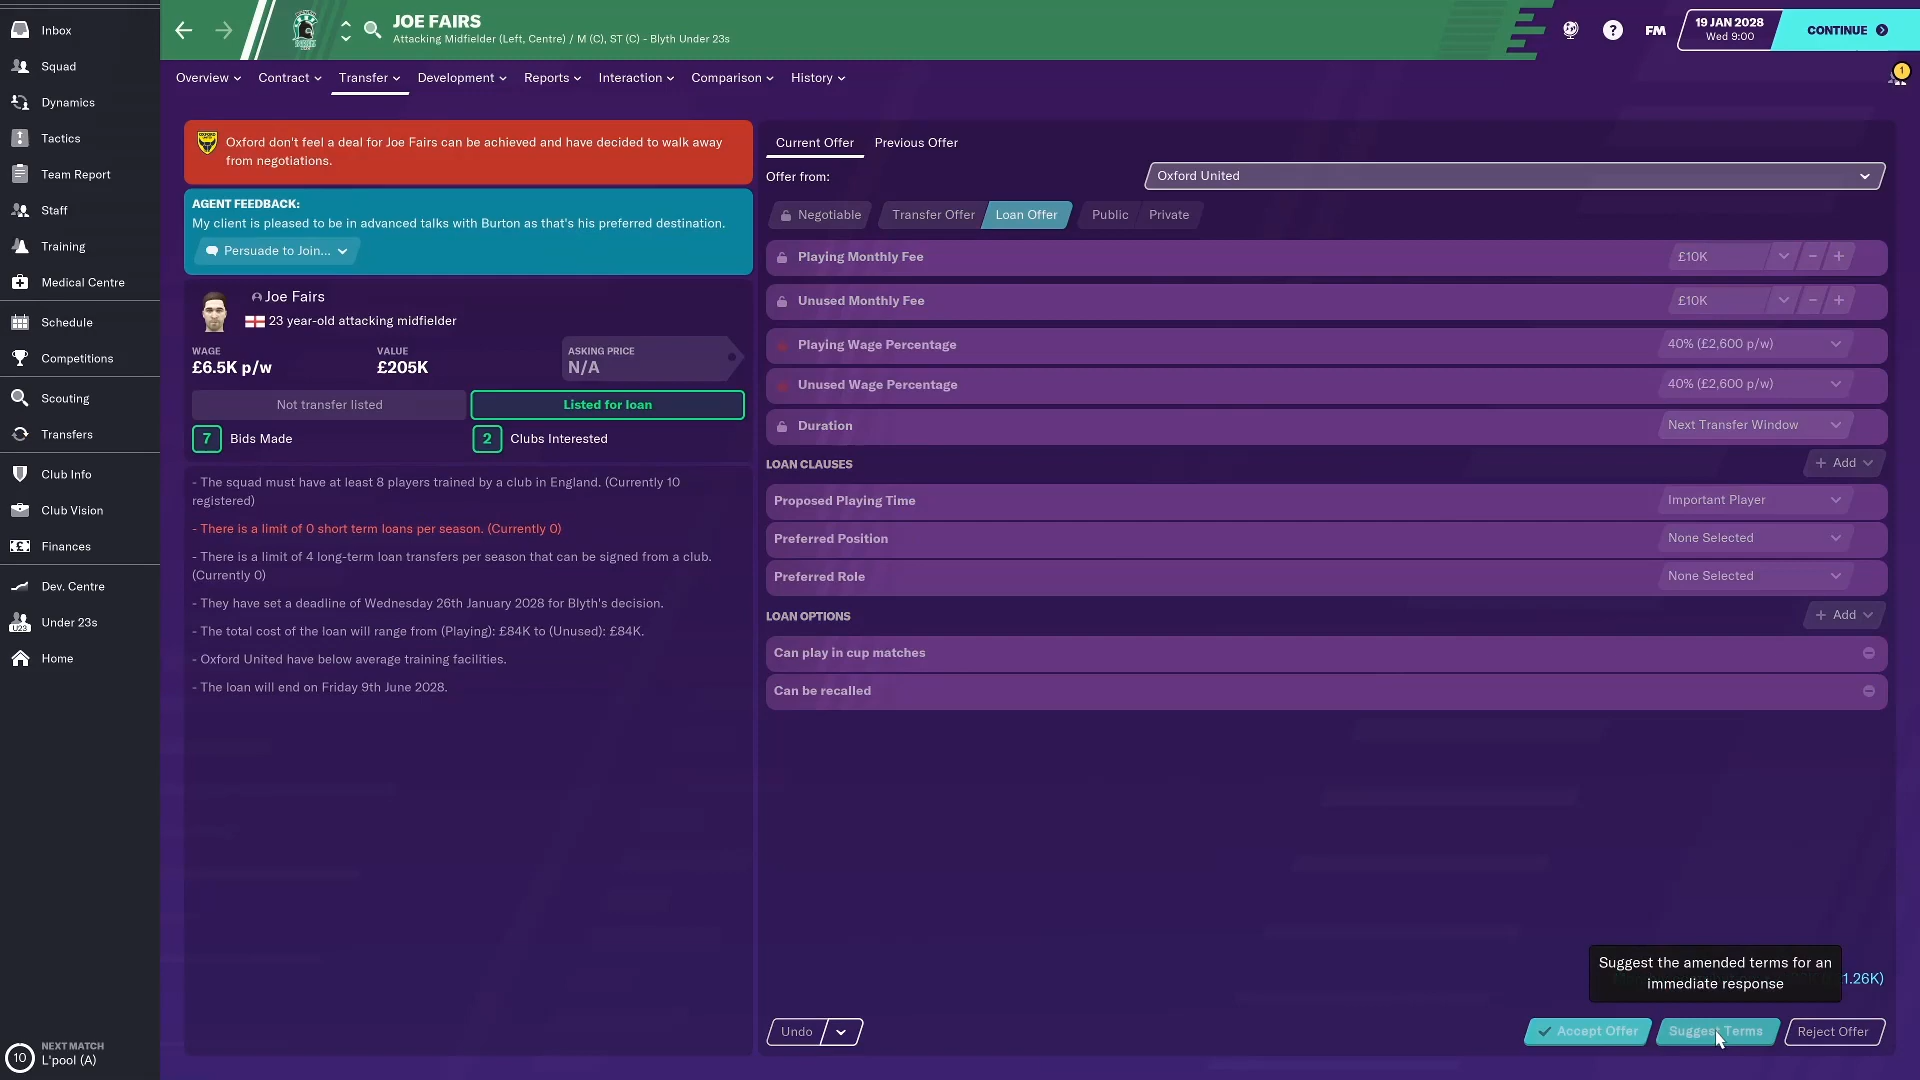 Inbox
Squad
Dynamics
Tactics
Team Report
Staff
Training
Medical Centre
Schedule
Competitions
Scouting
Transfers
Club Info
Club Vision
Finances
Dev. Centre
U23
Under 23s
Home
10
NEXT MATCH
L'pool (A)
JOE FAIRS
Attacking Midfielder (Left, Centre) / M (C), ST (C) - Blyth Under 23s
?
FM
19 JAN 2028
Wed 9:00
CONTINUE
1
Overview
Contract
Transfer
Development
Reports
Interaction
Comparison
History
Oxford don't feel a deal for Joe Fairs can be achieved and have decided to walk away
from negotiations.
AGENT FEEDBACK:
My client is pleased to be in advanced talks with Burton as that's his preferred destination.
Persuade to Join...
Joe Fairs
23 year-old attacking midfielder
WAGE
£6.5K p/w
VALUE
£205K
ASKING PRICE
N/A
Not transfer listed
Listed for loan
7 Bids Made
2 Clubs Interested
- The squad must have at least 8 players trained by a club in England. (Currently 10
registered)
- There is a limit of 0 short term loans per season. (Currently 0)
- There is a limit of 4 long-term loan transfers per season that can be signed from a club.
(Currently 0)
- They have set a deadline of Wednesday 26th January 2028 for Blyth's decision.
- The total cost of the loan will range from (Playing): £84K to (Unused): £84K.
- Oxford United have below average training facilities.
- The loan will end on Friday 9th June 2028.
Current Offer
Previous Offer
Offer from:
Oxford United
Negotiable
Transfer Offer
Loan Offer
Public
Private
Playing Monthly Fee
£10K
Unused Monthly Fee
£10K
Playing Wage Percentage
40% (£2,600 p/w)
Unused Wage Percentage
40% (£2,600 p/w)
Duration
Next Transfer Window
LOAN CLAUSES
+ Add
Proposed Playing Time
Important Player
Preferred Position
None Selected
Preferred Role
None Selected
LOAN OPTIONS
+ Add
Can play in cup matches
Can be recalled
Suggest the amended terms for an
immediate response
1.26K)
Undo
Accept Offer
Suggest Terms
Reject Offer